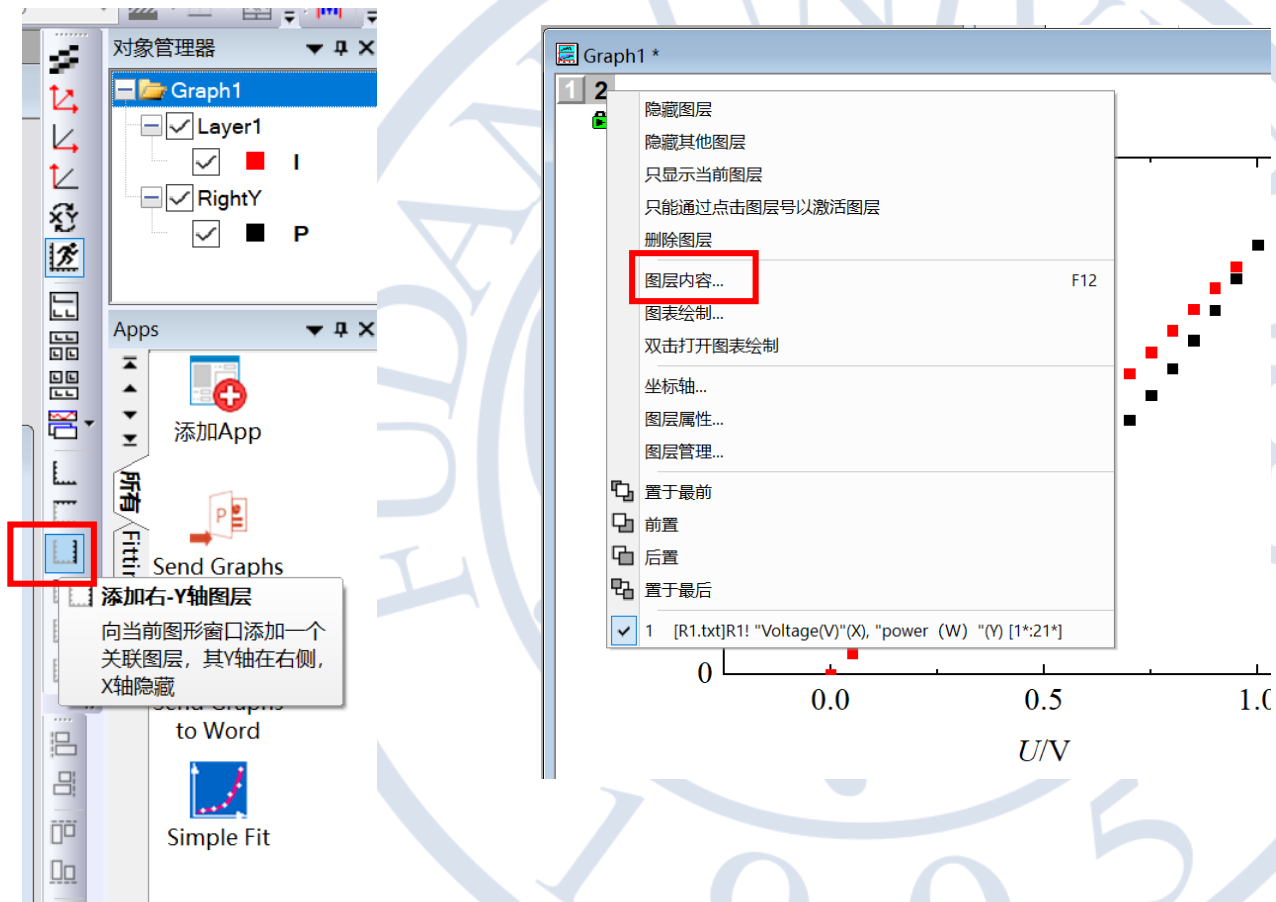 对象管理器
Graph1
Layer1
I
RightY
P
Apps
添加App
所有
Send Graphs
添加右-Y轴图层
向当前图形窗口添加一个
关联图层，其Y轴在右侧，
X轴隐藏
to Word
Simple Fit
Graph1 *
1 2
隐藏图层
隐藏其他图层
只显示当前图层
只能通过点击图层号以激活图层
删除图层
图层内容... F12
图表绘制...
双击打开图表绘制
坐标轴...
图层属性...
图层管理...
置于最前
前置
后置
置于最后
1 [R1.txt]R1! "Voltage(V)"(X), "power（W）"(Y) [1*:21*]
0
0.0 0.5
U/V